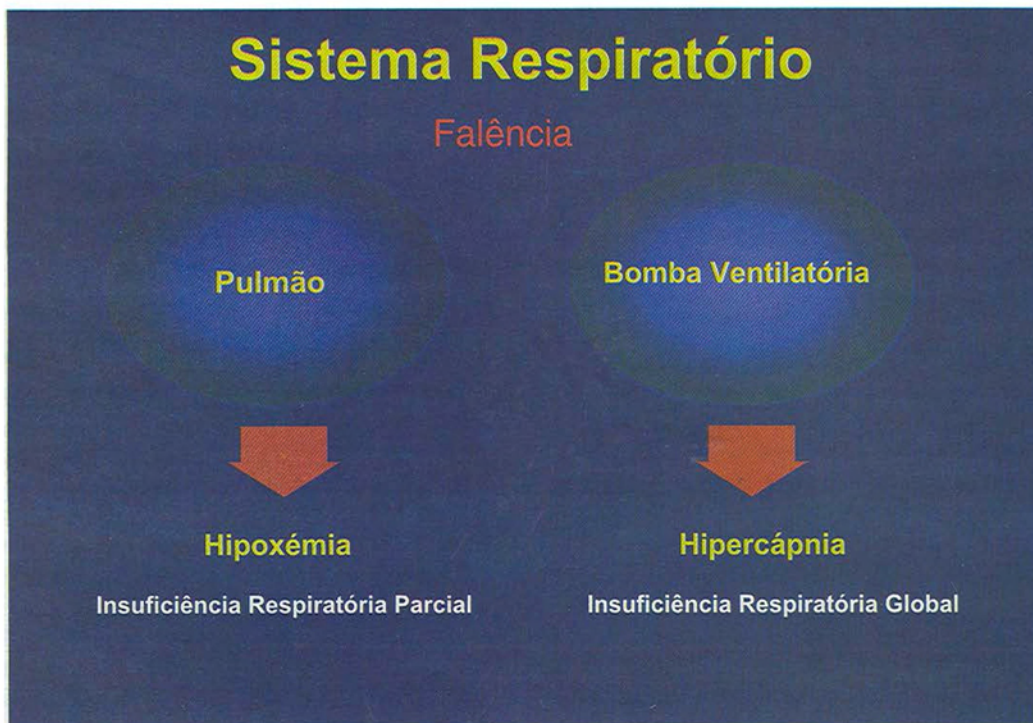 Sistema Respiratório
Falência
Pulmão
Bomba Ventilatória
Hipoxémia
Hipercápnia
Insuficiência Respiratória Parcial
Insuficiência Respiratória Global